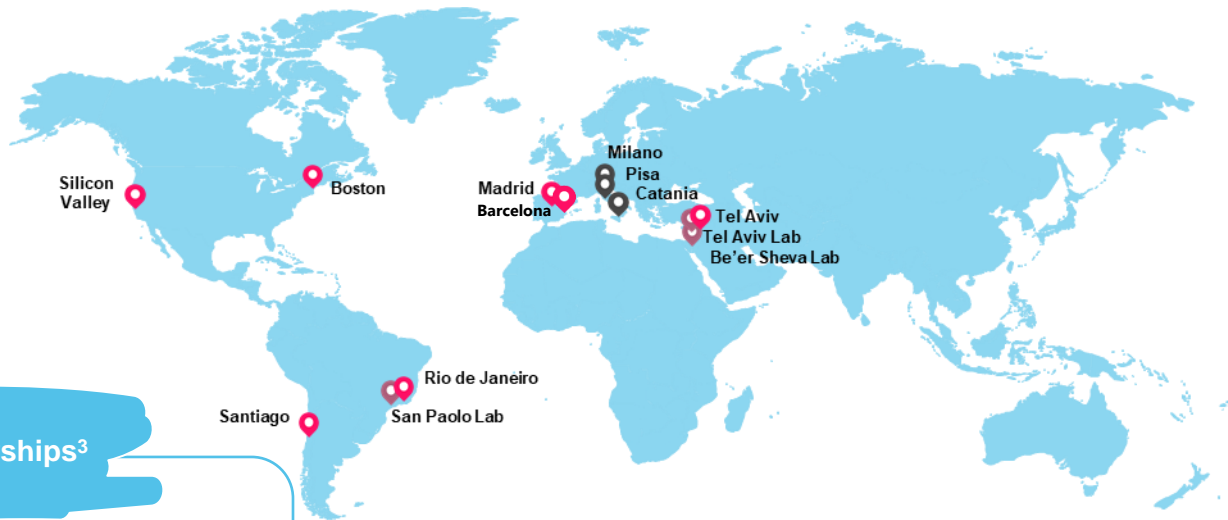 Milano
Pisa
Catania
Silicon
Valley
Boston
Madrid
Barcelona
Tel Aviv
Tel Aviv Lab
Be'er Sheva Lab
Rio de Janeiro
Santiago
San Paolo Lab
ships³